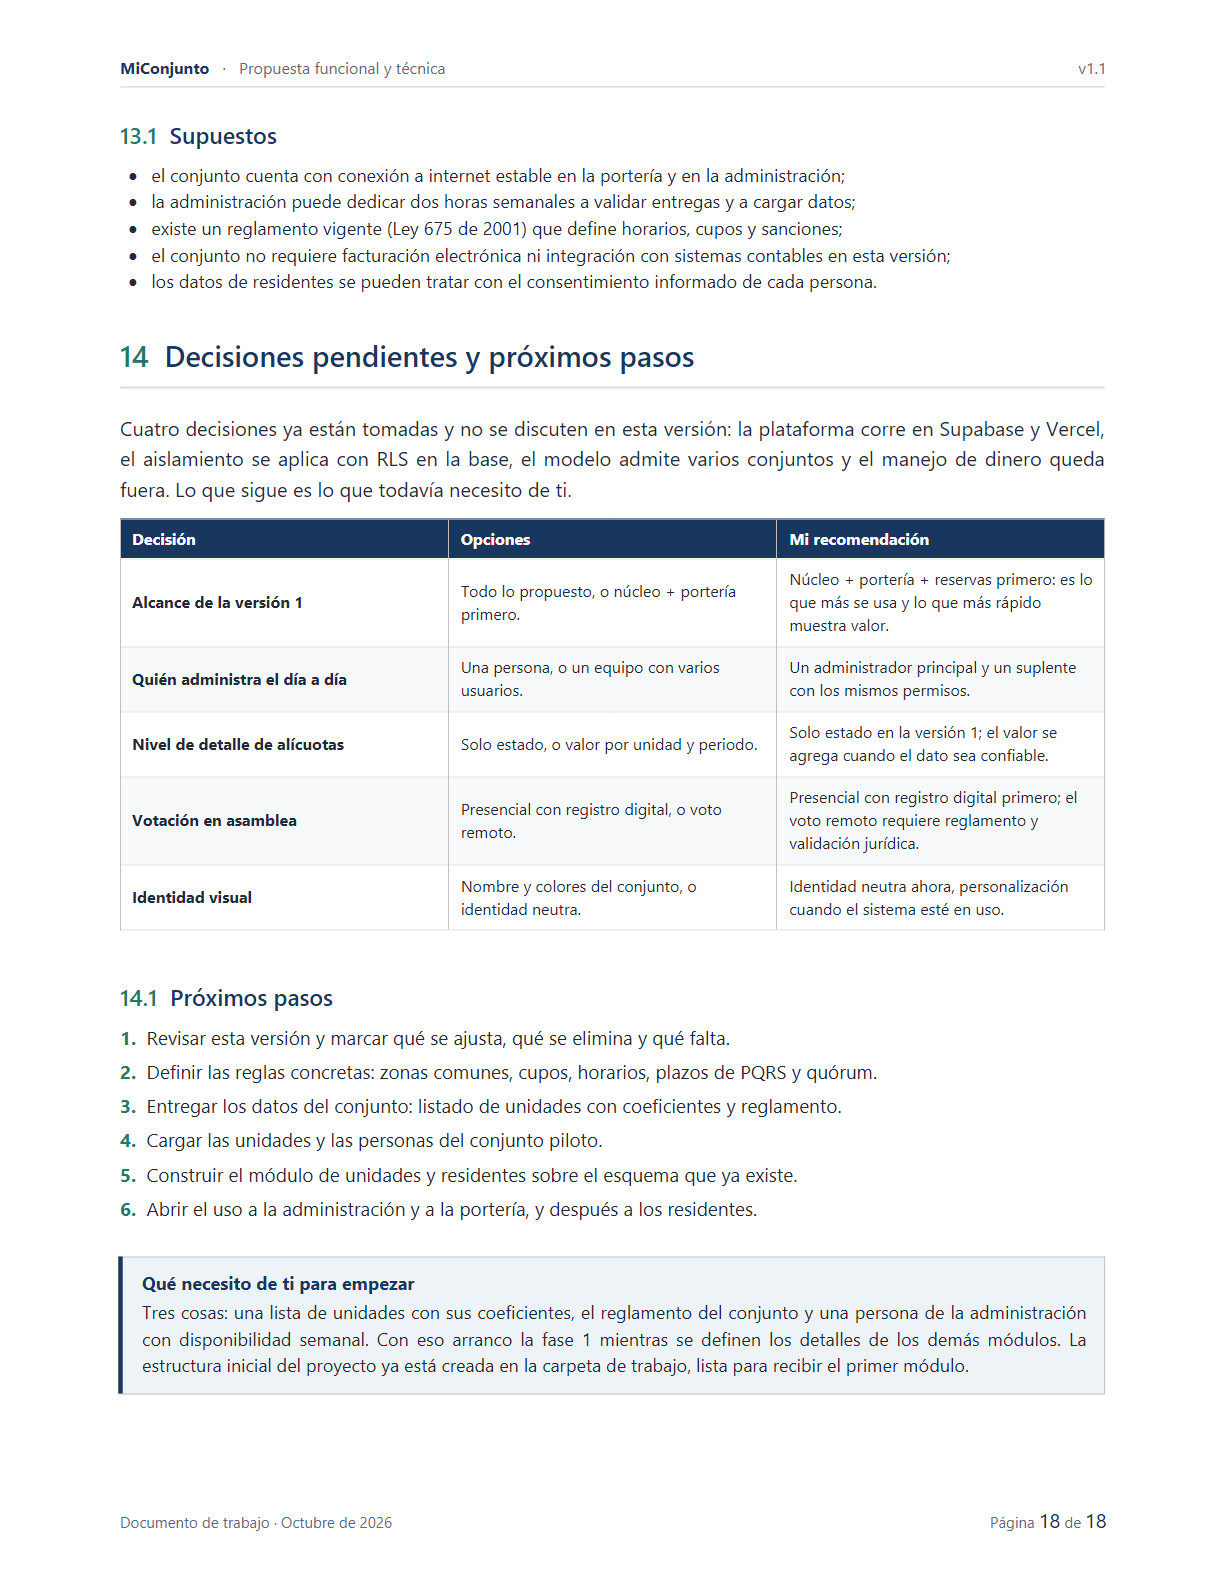 MiConjunto · Propuesta funcional y técnica v1.1
13.1 Supuestos
• el conjunto cuenta con conexión a internet estable en la portería y en la administración;
• la administración puede dedicar dos horas semanales a validar entregas y a cargar datos;
• existe un reglamento vigente (Ley 675 de 2001) que define horarios, cupos y sanciones;
• el conjunto no requiere facturación electrónica ni integración con sistemas contables en esta versión;
• los datos de residentes se pueden tratar con el consentimiento informado de cada persona.
14 Decisiones pendientes y próximos pasos
Cuatro decisiones ya están tomadas y no se discuten en esta versión: la plataforma corre en Supabase y Vercel,
el aislamiento se aplica con RLS en la base, el modelo admite varios conjuntos y el manejo de dinero queda
fuera. Lo que sigue es lo que todavía necesito de ti.
Decisión Opciones Mi recomendación
Alcance de la versión 1
Todo lo propuesto, o núcleo + portería
primero.
Núcleo + portería + reservas primero: es lo
que más se usa y lo que más rápido
muestra valor.
Quién administra el día a día
Una persona, o un equipo con varios
usuarios.
Un administrador principal y un suplente
con los mismos permisos.
Nivel de detalle de alícuotas
Solo estado, o valor por unidad y periodo.
Solo estado en la versión 1; el valor se
agrega cuando el dato sea confiable.
Votación en asamblea
Presencial con registro digital, o voto
remoto.
Presencial con registro digital primero; el
voto remoto requiere reglamento y
validación jurídica.
Identidad visual
Nombre y colores del conjunto, o
identidad neutra.
Identidad neutra ahora, personalización
cuando el sistema esté en uso.
14.1 Próximos pasos
1. Revisar esta versión y marcar qué se ajusta, qué se elimina y qué falta.
2. Definir las reglas concretas: zonas comunes, cupos, horarios, plazos de PQRS y quórum.
3. Entregar los datos del conjunto: listado de unidades con coeficientes y reglamento.
4. Cargar las unidades y las personas del conjunto piloto.
5. Construir el módulo de unidades y residentes sobre el esquema que ya existe.
6. Abrir el uso a la administración y a la portería, y después a los residentes.
Qué necesito de ti para empezar
Tres cosas: una lista de unidades con sus coeficientes, el reglamento del conjunto y una persona de la administración
con disponibilidad semanal. Con eso arranco la fase 1 mientras se definen los detalles de los demás módulos. La
estructura inicial del proyecto ya está creada en la carpeta de trabajo, lista para recibir el primer módulo.
Documento de trabajo · Octubre de 2026 Página 18 de 18